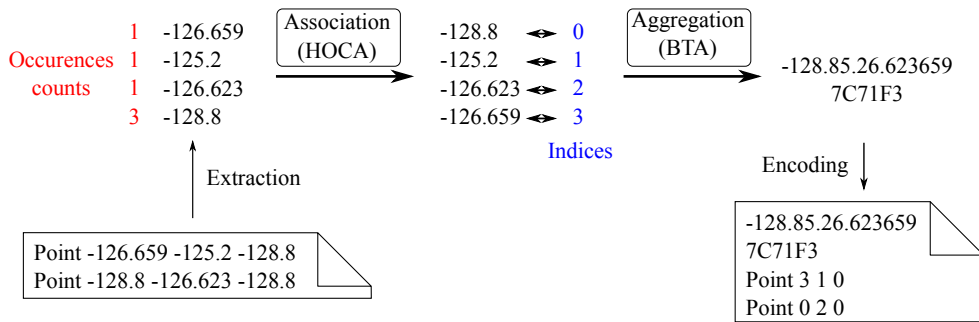 1 -126.659
1 -125.2
1 -126.623
3 -128.8
Occurences
counts
Association
(HOCA)
-128.8 0
-125.2 1
-126.623 2
-126.659 3
Indices
Aggregation
(BTA)
-128.85.26.623659
7C71F3
Extraction
Encoding
Point -126.659 -125.2 -128.8
Point -128.8 -126.623 -128.8
-128.85.26.623659
7C71F3
Point 3 1 0
Point 0 2 0